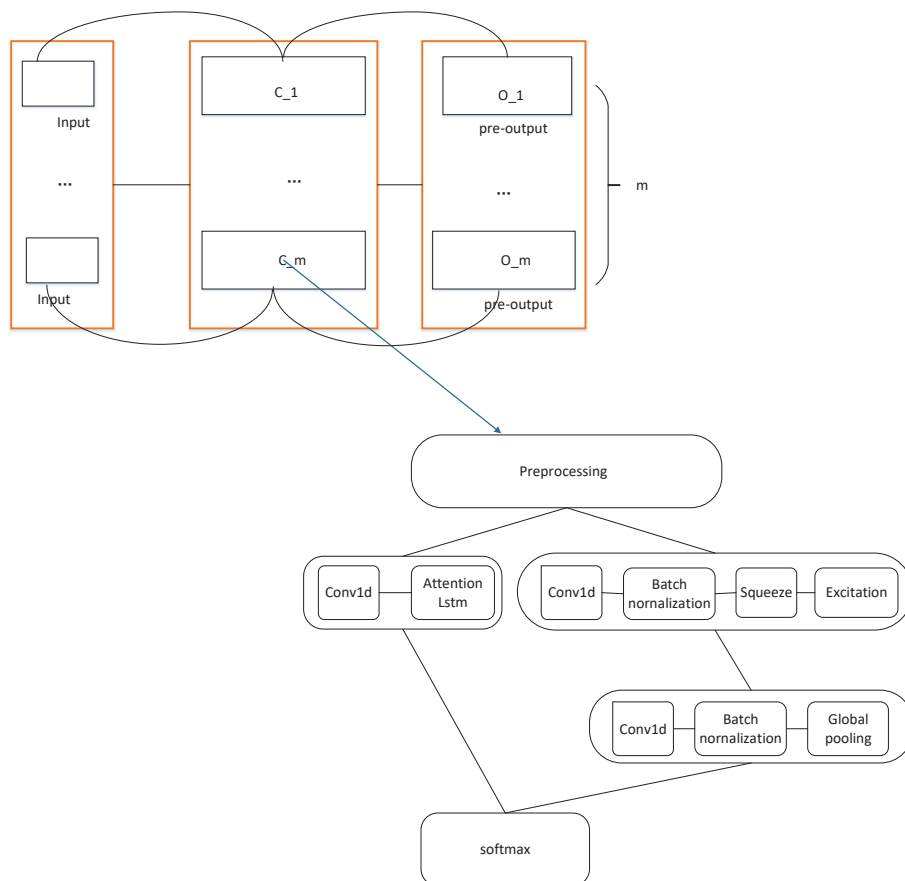 C_1
O_1
Input
pre-output
...
...
...
m
C_m
O_m
Input
pre-output
Preprocessing
Conv1d
Attention
Lstm
Conv1d
Batch
nornalization
Squeeze
Excitation
Conv1d
Batch
nornalization
Global
pooling
softmax